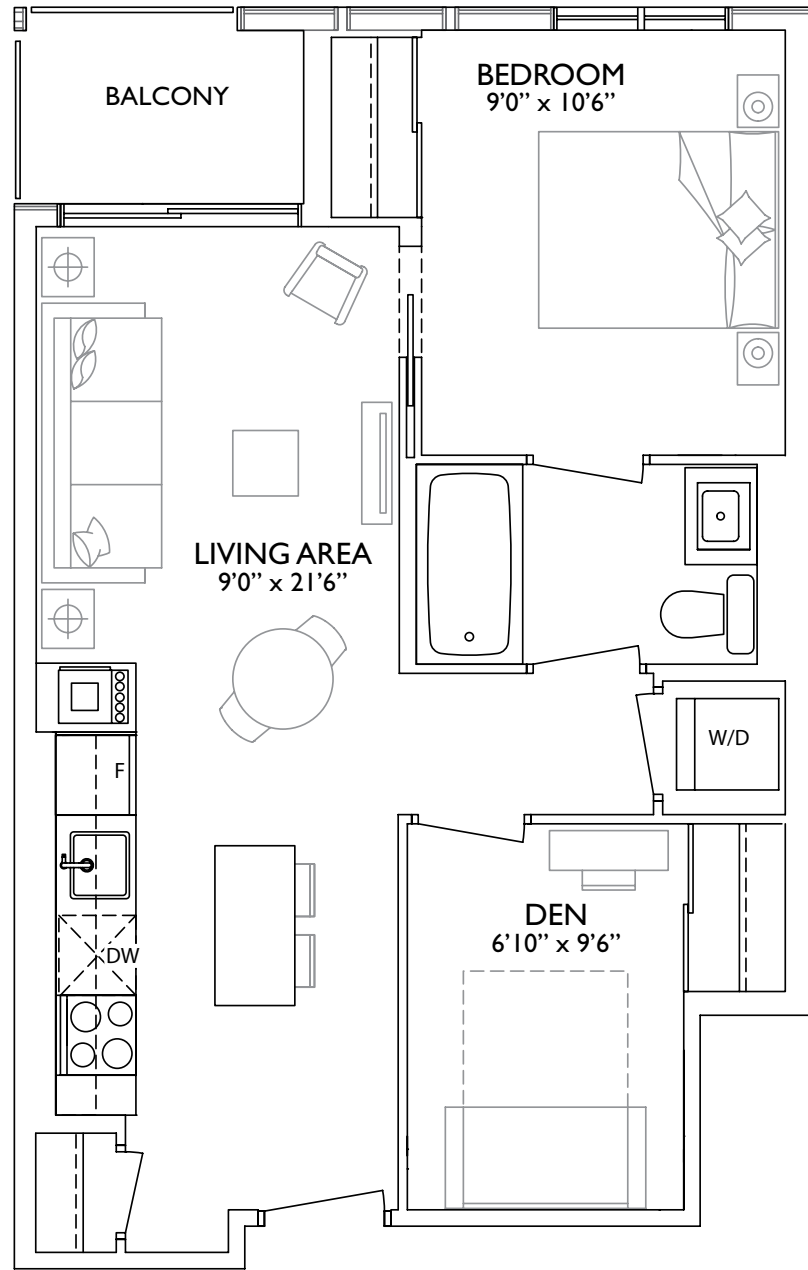 BALCONY
BEDROOM
9'0” x 10'6”
LIVING AREA
9'0” x 21'6”
W/D
F
DW
DEN
6'10” x 9'6”